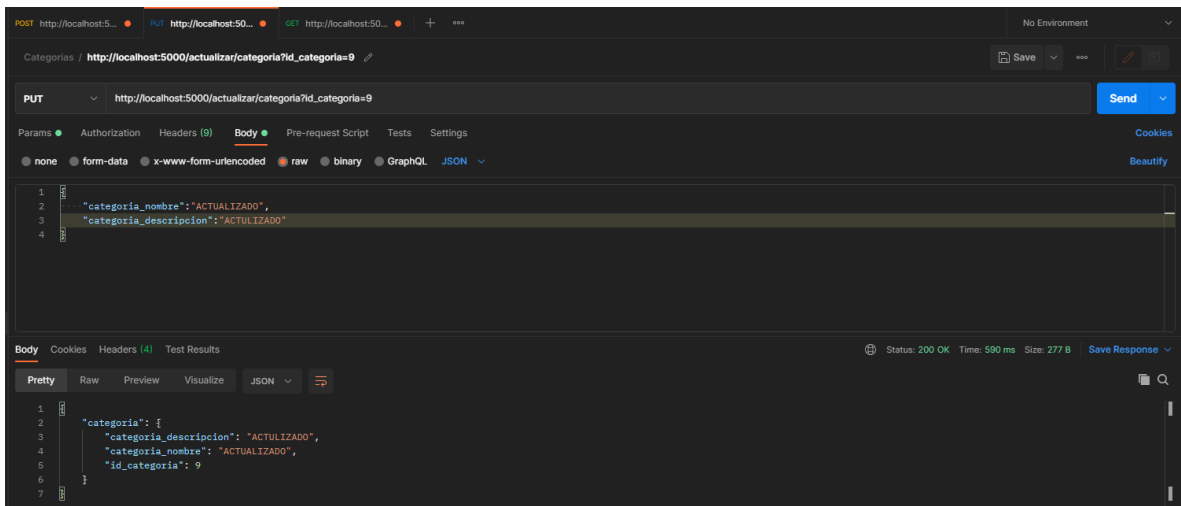 POST http://localhost:5... PUT http://localhost:50... GET http://localhost:50... + ooo No Environment
Categorias / http://localhost:5000/actualizar/categoria?id_categoria=9 Save ooo
PUT http://localhost:5000/actualizar/categoria?id_categoria=9 Send
Params Authorization Headers (9) Body Pre-request Script Tests Settings Cookies
none form-data x-www-form-urlencoded raw binary GraphQL JSON Beautify
1 {
2 ····"categoria_nombre":"ACTUALIZADO",
3 "categoria_descripcion":"ACTULIZADO"
4 }
Body Cookies Headers (4) Test Results Status: 200 OK Time: 590 ms Size: 277 B Save Response
Pretty Raw Preview Visualize JSON
1 {
2 "categoria": {
3 "categoria_descripcion": "ACTULIZADO",
4 "categoria_nombre": "ACTUALIZADO",
5 "id_categoria": 9
6 }
7 }